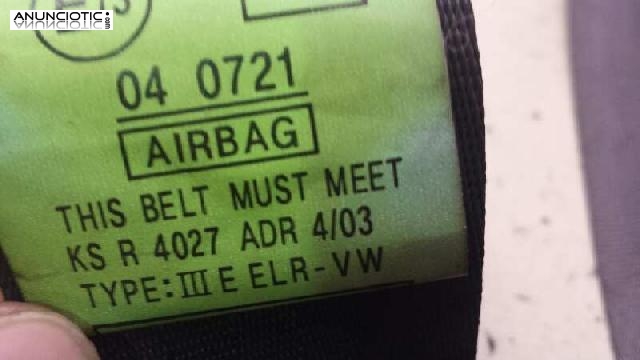 ANUNCIOTIC
.com
04 0721
AIRBAG
THIS BELT MUST MEET
KS R 4027 ADR 4/03
TYPE: III E ELR-VW